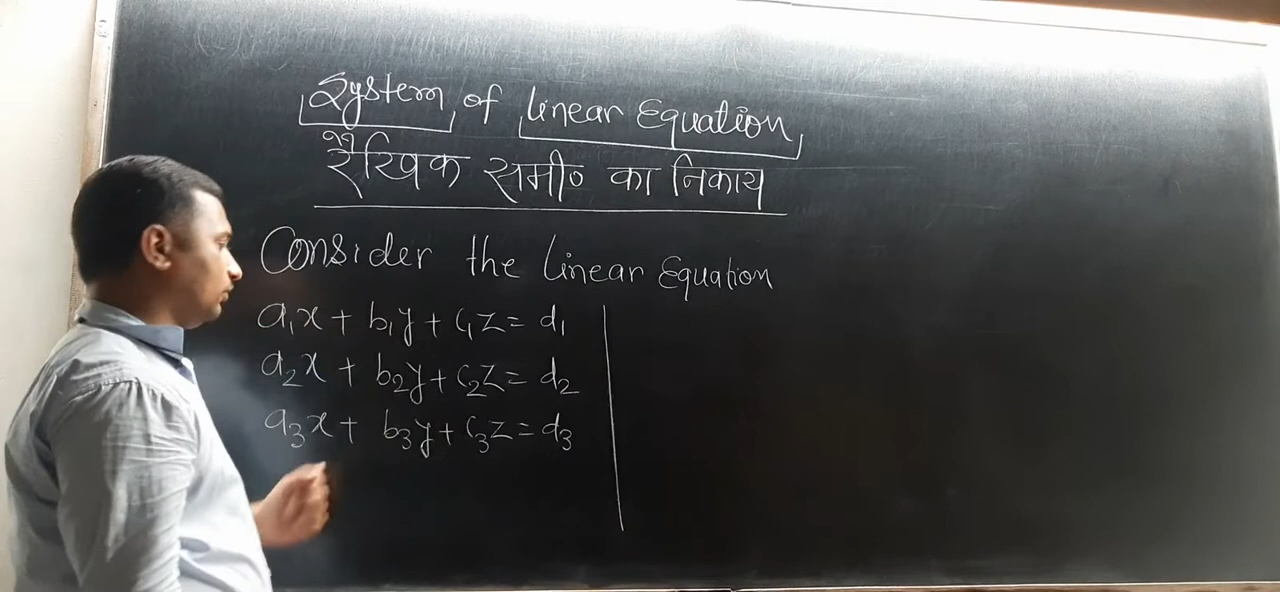 System of linear Equation
रैखिक समी० का निकाय
Consider the linear Equation
a₁x + b₁y + c₁z = d₁
a₂x + b₂y + c₂z = d₂
a₃x + b₃y + c₃z = d₃